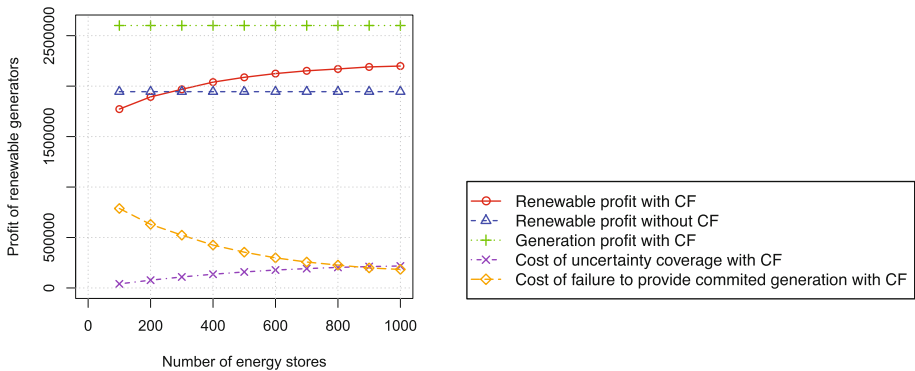 Profit of renewable generators
2500000
1500000
500000
0
0 200 400 600 800 1000
Number of energy stores
Renewable profit with CF
Renewable profit without CF
Generation profit with CF
Cost of uncertainty coverage with CF
Cost of failure to provide commited generation with CF